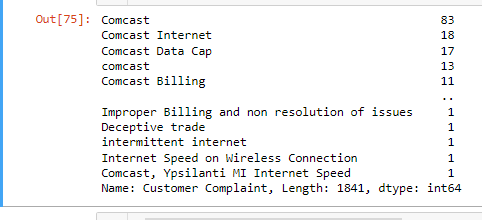 Out[75]: Comcast 83
Comcast Internet 18
Comcast Data Cap 17
comcast 13
Comcast Billing 11
..
Improper Billing and non resolution of issues 1
Deceptive trade 1
intermittent internet 1
Internet Speed on Wireless Connection 1
Comcast, Ypsilanti MI Internet Speed 1
Name: Customer Complaint, Length: 1841, dtype: int64